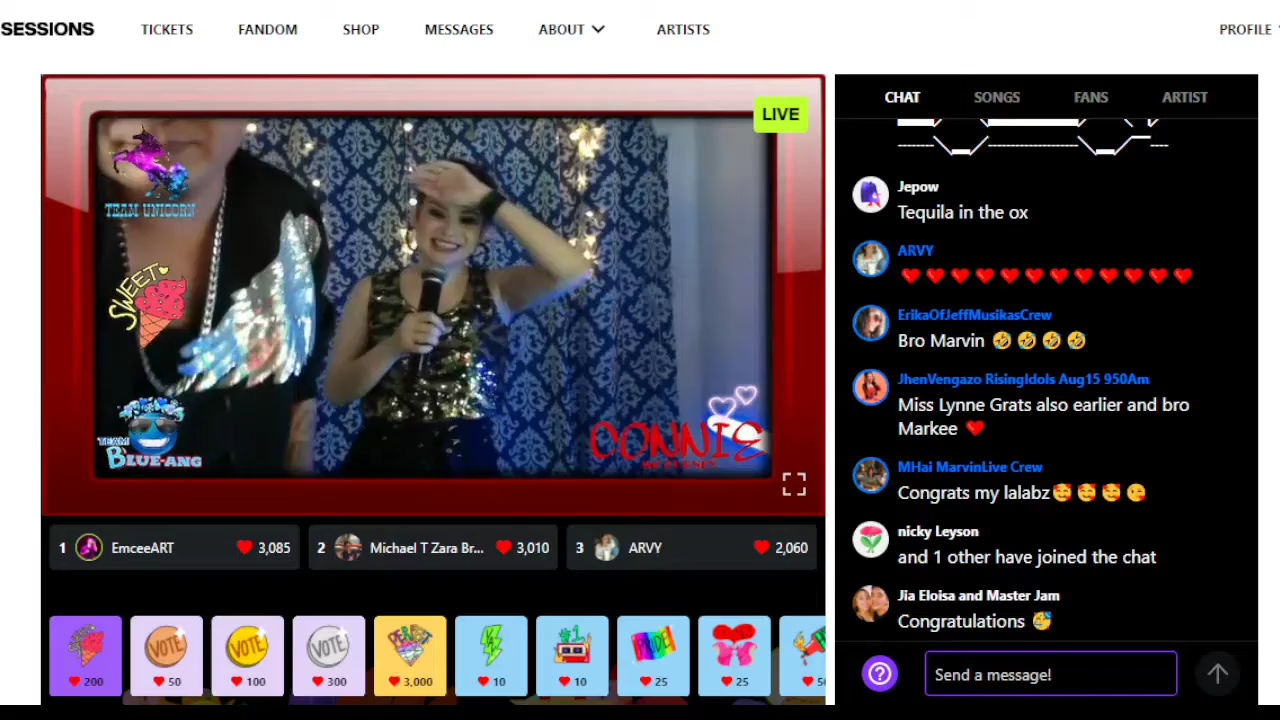 SESSIONS
TICKETS
FANDOM
SHOP
MESSAGES
ABOUT
ARTISTS
PROFILE
LIVE
TEAM UNICORN
SWEET
TEAM
BLUE-ANG
CONNIE
1 EmceeART 3,085
2 Michael T Zara Br... 3,010
3 ARVY 2,060
200
VOTE
50
VOTE
100
VOTE
300
PERFECT
3,000
10
#1
10
PRIDE!
25
25
CHAT
SONGS
FANS
ARTIST
Jepow
Tequila in the ox
ARVY
❤️❤️❤️❤️❤️❤️❤️❤️❤️❤️❤️❤️
ErikaOfJeffMusikasCrew
Bro Marvin 🤣🤣🤣🤣
JhenVengazo RisingIdols Aug15 950Am
Miss Lynne Grats also earlier and bro
Markee ❤️
MHai MarvinLive Crew
Congrats my lalabz🥰🥰🥰😘
nicky Leyson
and 1 other have joined the chat
Jia Eloisa and Master Jam
Congratulations 🥳
Send a message!